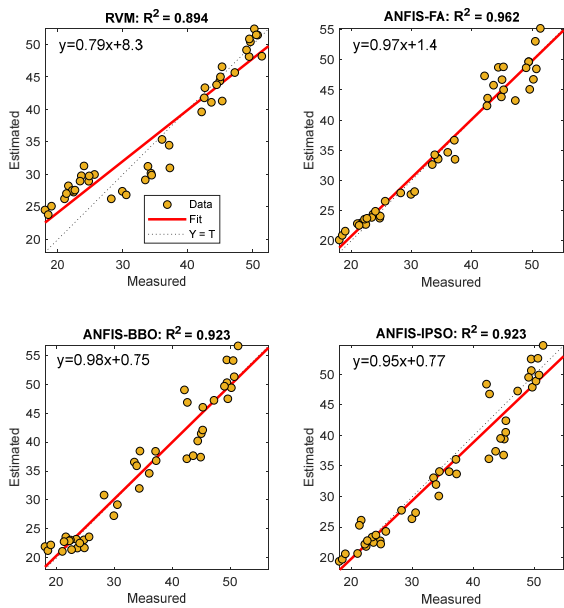 RVM: R2 = 0.894
y=0.79x+8.3
50
45
40
35
30
25
20
Estimated
20
30
40
50
Measured
Data
Fit
Y = T
ANFIS-FA: R2 = 0.962
y=0.97x+1.4
55
50
45
40
35
30
25
20
Estimated
20
30
40
50
Measured
ANFIS-BBO: R2 = 0.923
y=0.98x+0.75
55
50
45
40
35
30
25
20
Estimated
20
30
40
50
Measured
ANFIS-IPSO: R2 = 0.923
y=0.95x+0.77
50
45
40
35
30
25
20
Estimated
20
30
40
50
Measured